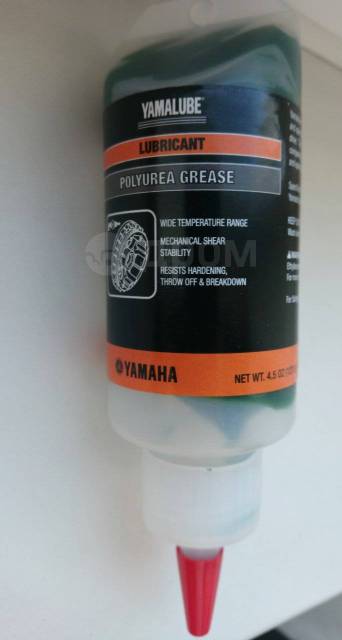 YAMALUBE®
LUBRICANT
POLYUREA GREASE
WIDE TEMPERATURE RANGE
MECHANICAL SHEAR
STABILITY
RESISTS HARDENING,
THROW OFF & BREAKDOWN
YAMAHA
NET WT. 4.5 OZ